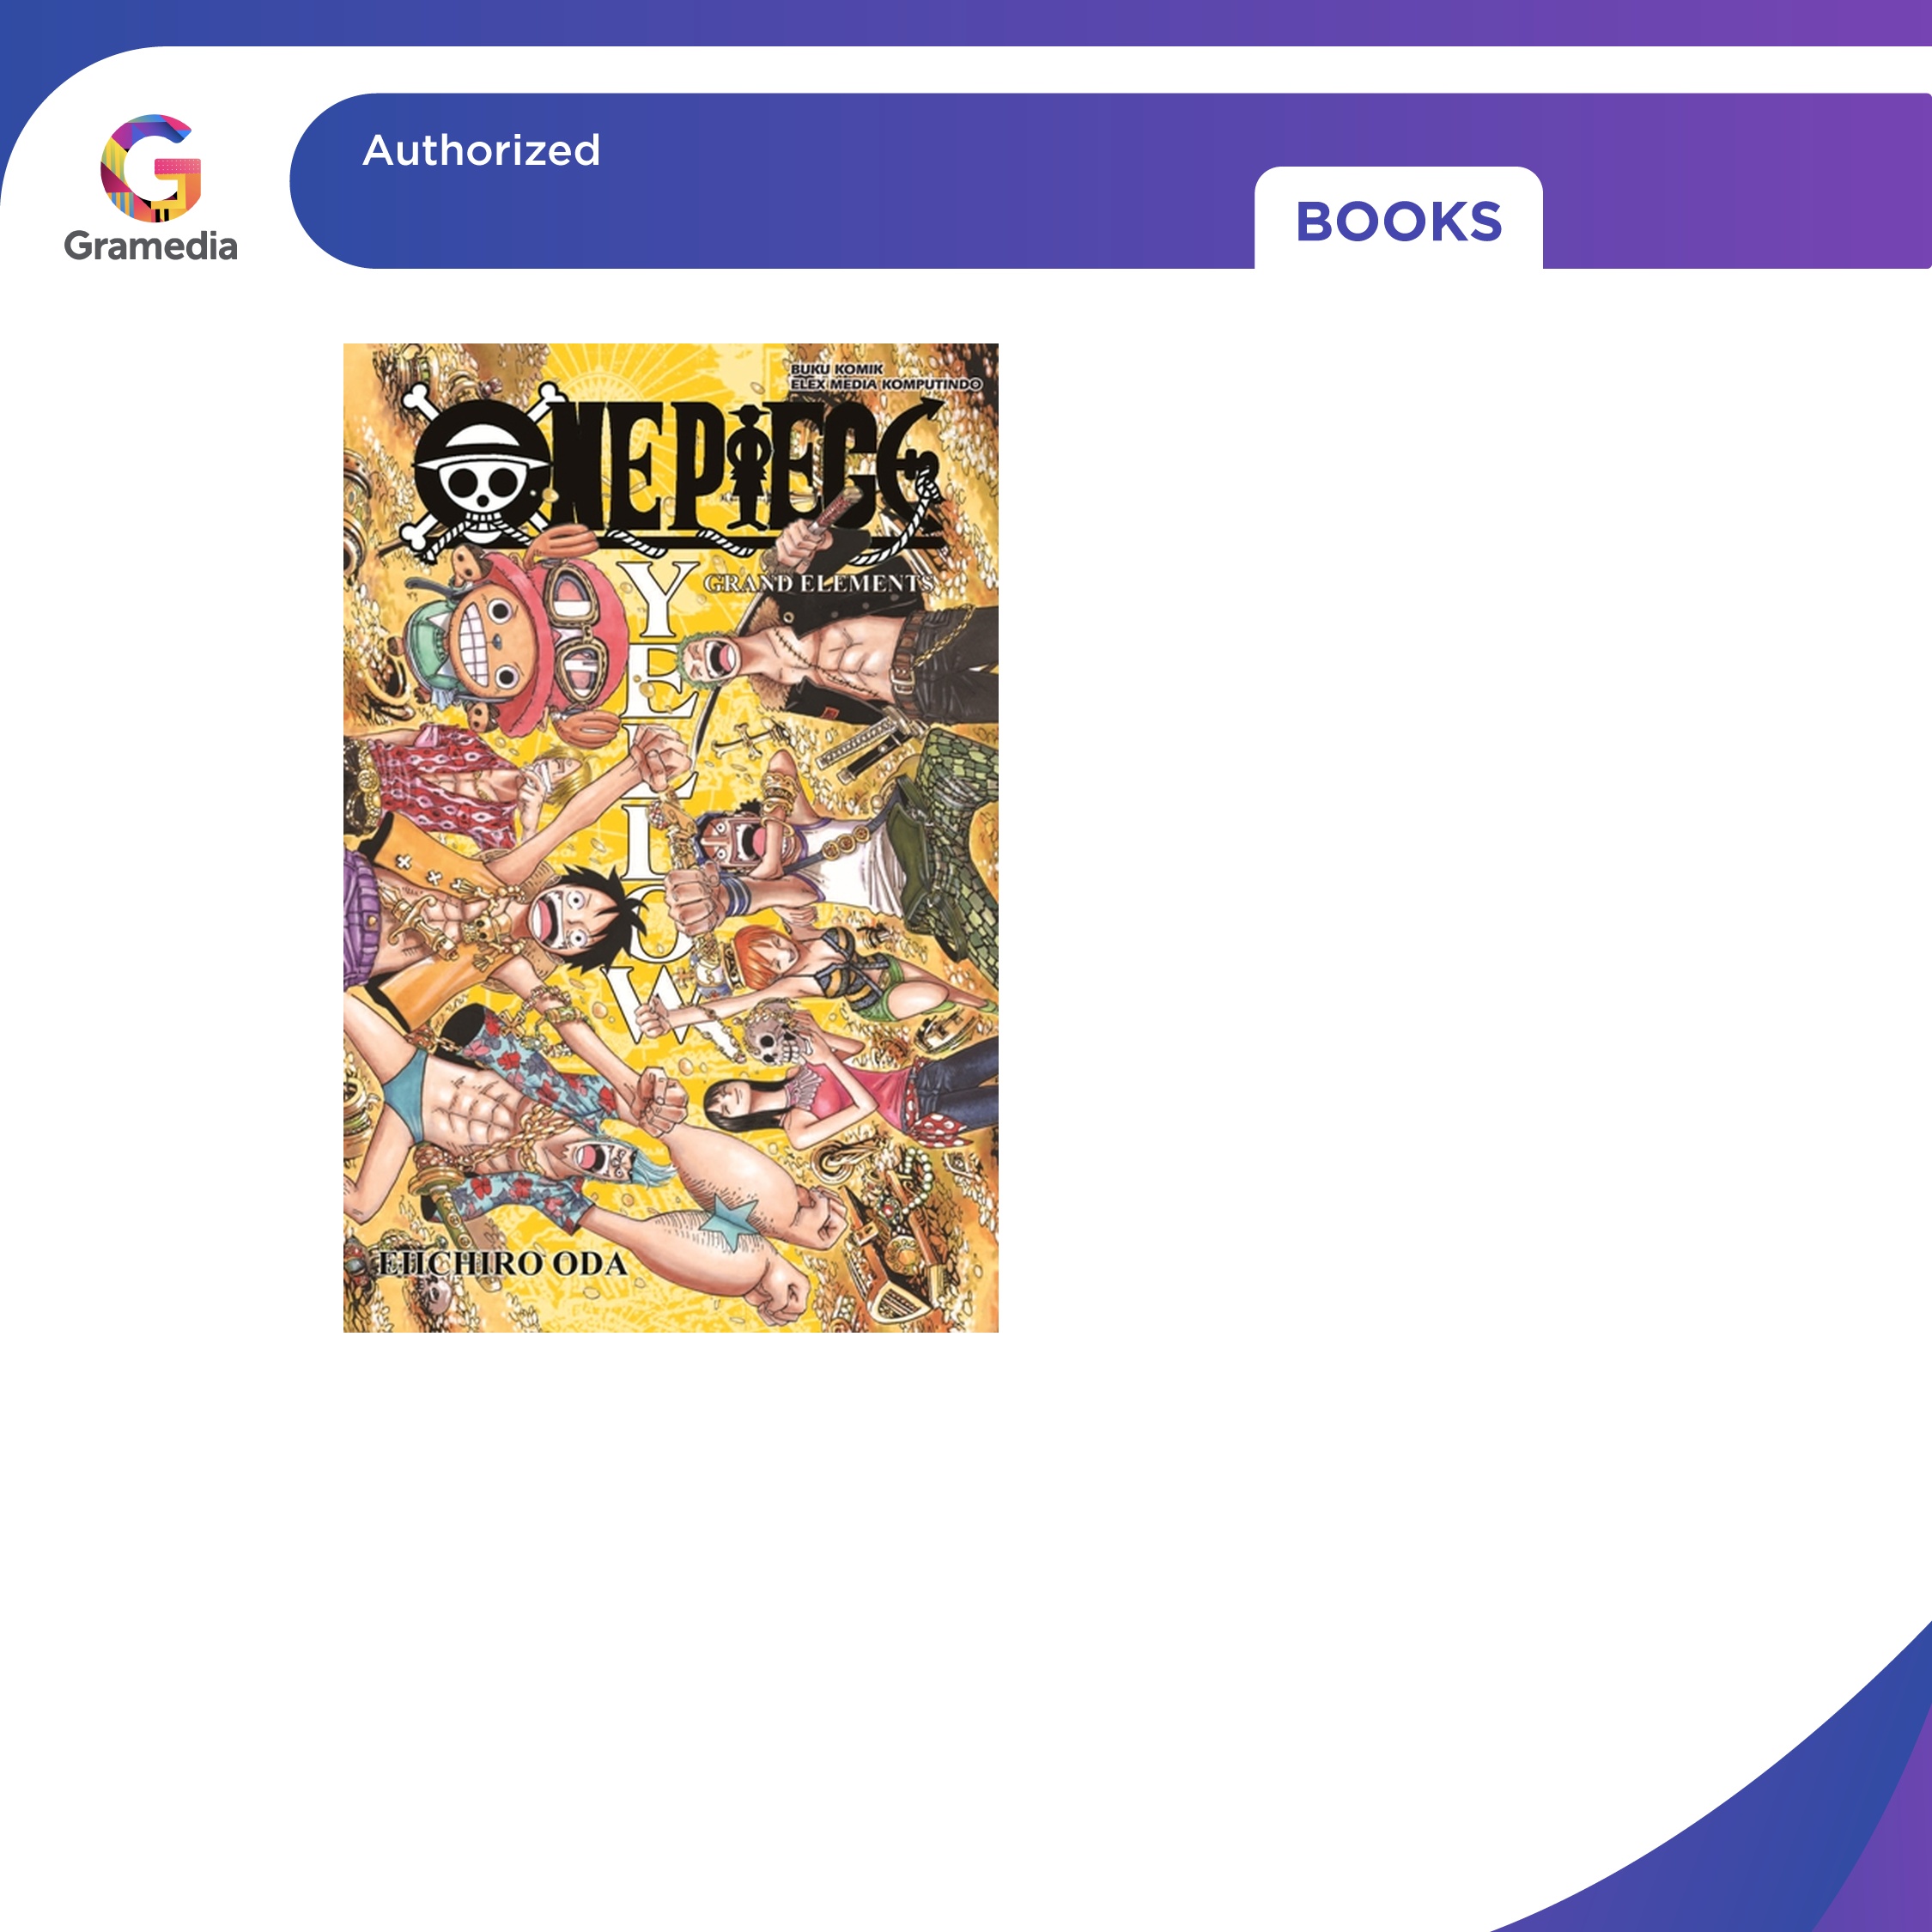 Authorized
Gramedia
BOOKS
BUKU KOMIK
ELEX MEDIA KOMPUTINDO
ONE PIECE
GRAND ELEMENTS
YELLOW
EIICHIRO ODA